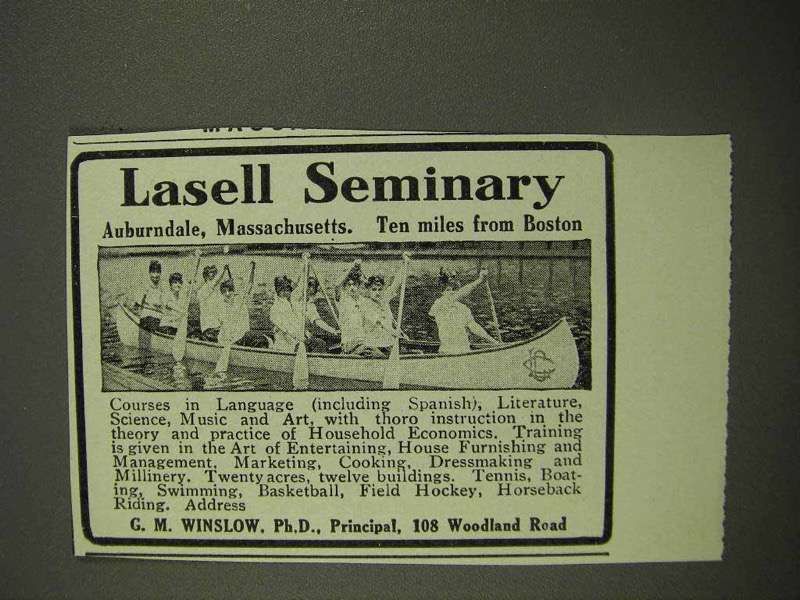 Lasell Seminary
Auburndale, Massachusetts. Ten miles from Boston
Courses in Language (including Spanish), Literature,
Science, Music and Art, with thoro instruction in the
theory and practice of Household Economics. Training
is given in the Art of Entertaining, House Furnishing and
Management, Marketing, Cooking, Dressmaking and
Millinery. Twenty acres, twelve buildings. Tennis, Boat-
ing, Swimming, Basketball, Field Hockey, Horseback
Riding. Address
G. M. WINSLOW, Ph.D., Principal, 108 Woodland Road